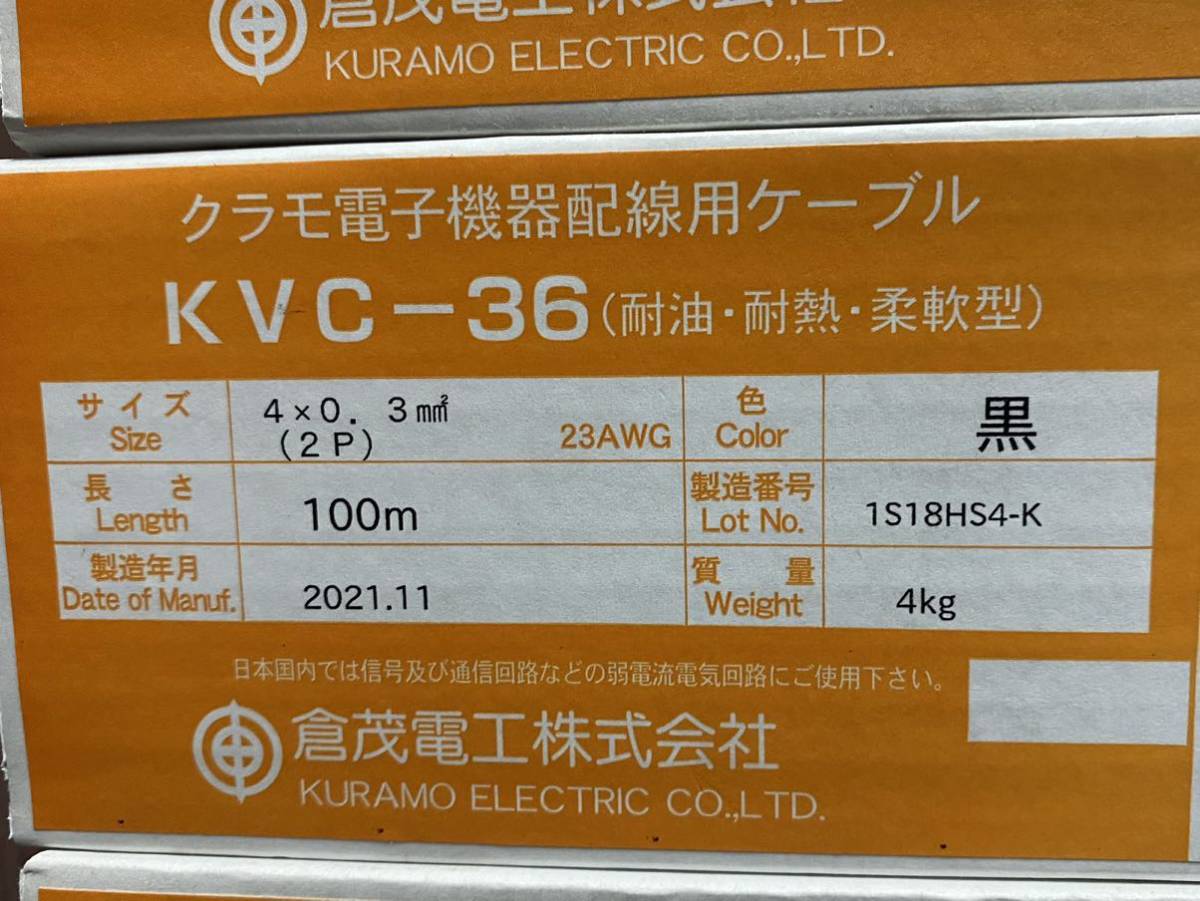 倉茂電工株式会社
KURAMO ELECTRIC CO.,LTD.
クラモ電子機器配線用ケーブル
KVC-36(耐油・耐熱・柔軟型)
サイズ 4×0.3㎟ 色 黒
Size (2P) 23AWG Color
長さ 100m 製造番号 1S18HS4-K
Length Lot No.
製造年月 2021.11 質量 4kg
Date of Manuf. Weight
日本国内では信号及び通信回路などの弱電流電気回路にご使用下さい。
倉茂電工株式会社
KURAMO ELECTRIC CO.,LTD.